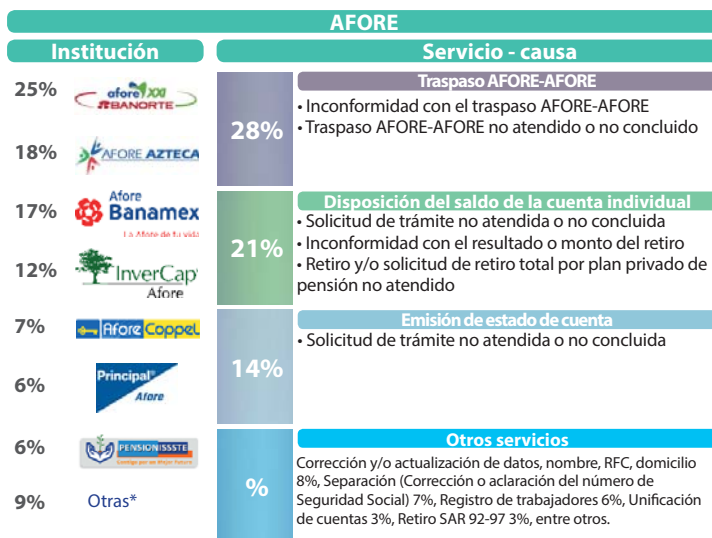 AFORE
Institución
25%
afore XXI
BANORTE
18%
AFORE AZTECA
17%
Afore
Banamex
La Afore de tu vida
12%
InverCap
Afore
7%
Afore Coppel
6%
Principal®
Afore
6%
PENSIONISSSTE
Contigo por un Mejor Futuro
9%
Otras*
Servicio - causa
28%
Traspaso AFORE-AFORE
• Inconformidad con el traspaso AFORE-AFORE
• Traspaso AFORE-AFORE no atendido o no concluido
21%
Disposición del saldo de la cuenta individual
• Solicitud de trámite no atendida o no concluida
• Inconformidad con el resultado o monto del retiro
• Retiro y/o solicitud de retiro total por plan privado de
pensión no atendido
14%
Emisión de estado de cuenta
• Solicitud de trámite no atendida o no concluida
%
Otros servicios
Corrección y/o actualización de datos, nombre, RFC, domicilio
8%, Separación (Corrección o aclaración del número de
Seguridad Social) 7%, Registro de trabajadores 6%, Unificación
de cuentas 3%, Retiro SAR 92-97 3%, entre otros.